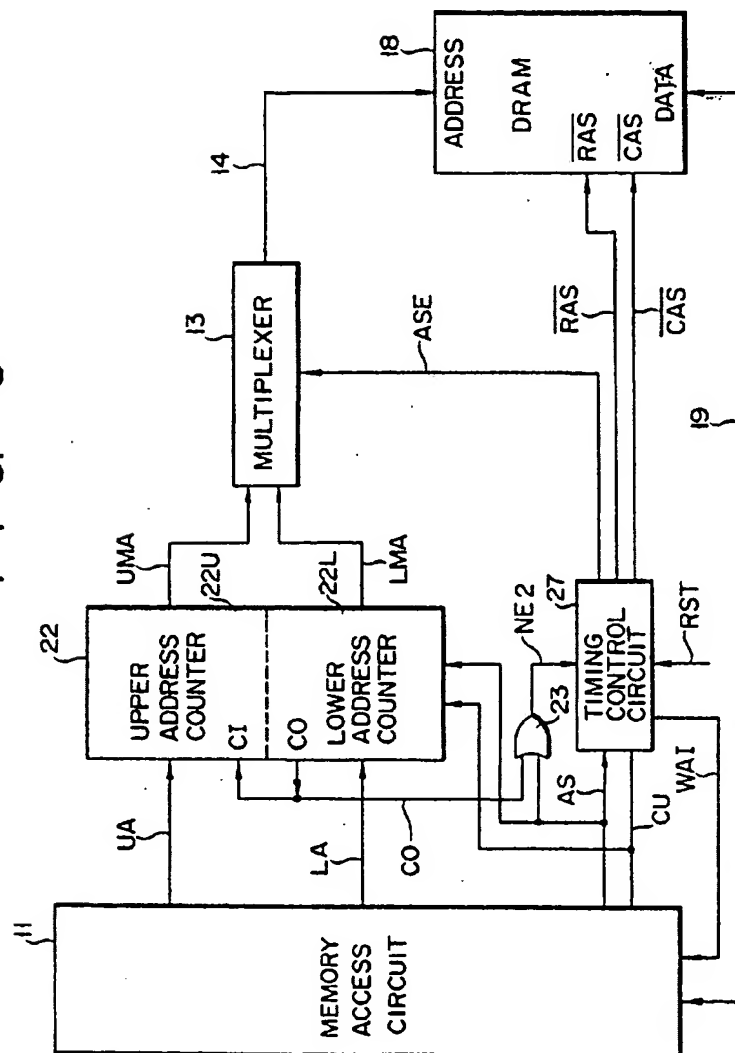 11
MEMORY
ACCESS
CIRCUIT
UA
LA
CO
AS
CU
WAI
22
UPPER
ADDRESS
COUNTER
CI
CO
LOWER
ADDRESS
COUNTER
22U
22L
UMA
LMA
13
MULTIPLEXER
14
ASE
23
NE2
27
TIMING
CONTROL
CIRCUIT
RST
RAS
CAS
18
ADDRESS
DRAM
RAS
CAS
DATA
19